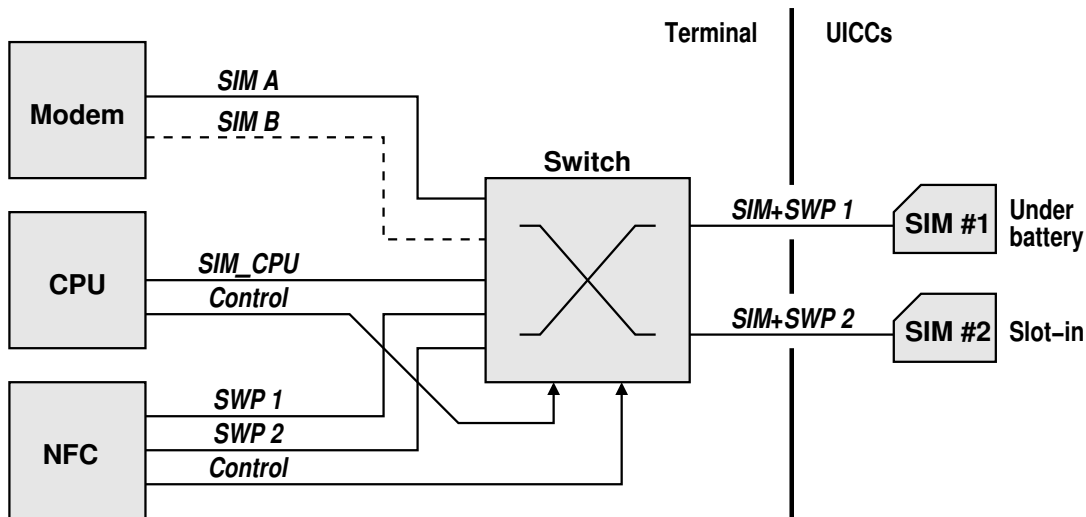 Terminal
UICCs
Modem
SIM A
SIM B
Switch
SIM+SWP 1
SIM #1
Under
battery
CPU
SIM_CPU
Control
SIM+SWP 2
SIM #2
Slot−in
NFC
SWP 1
SWP 2
Control